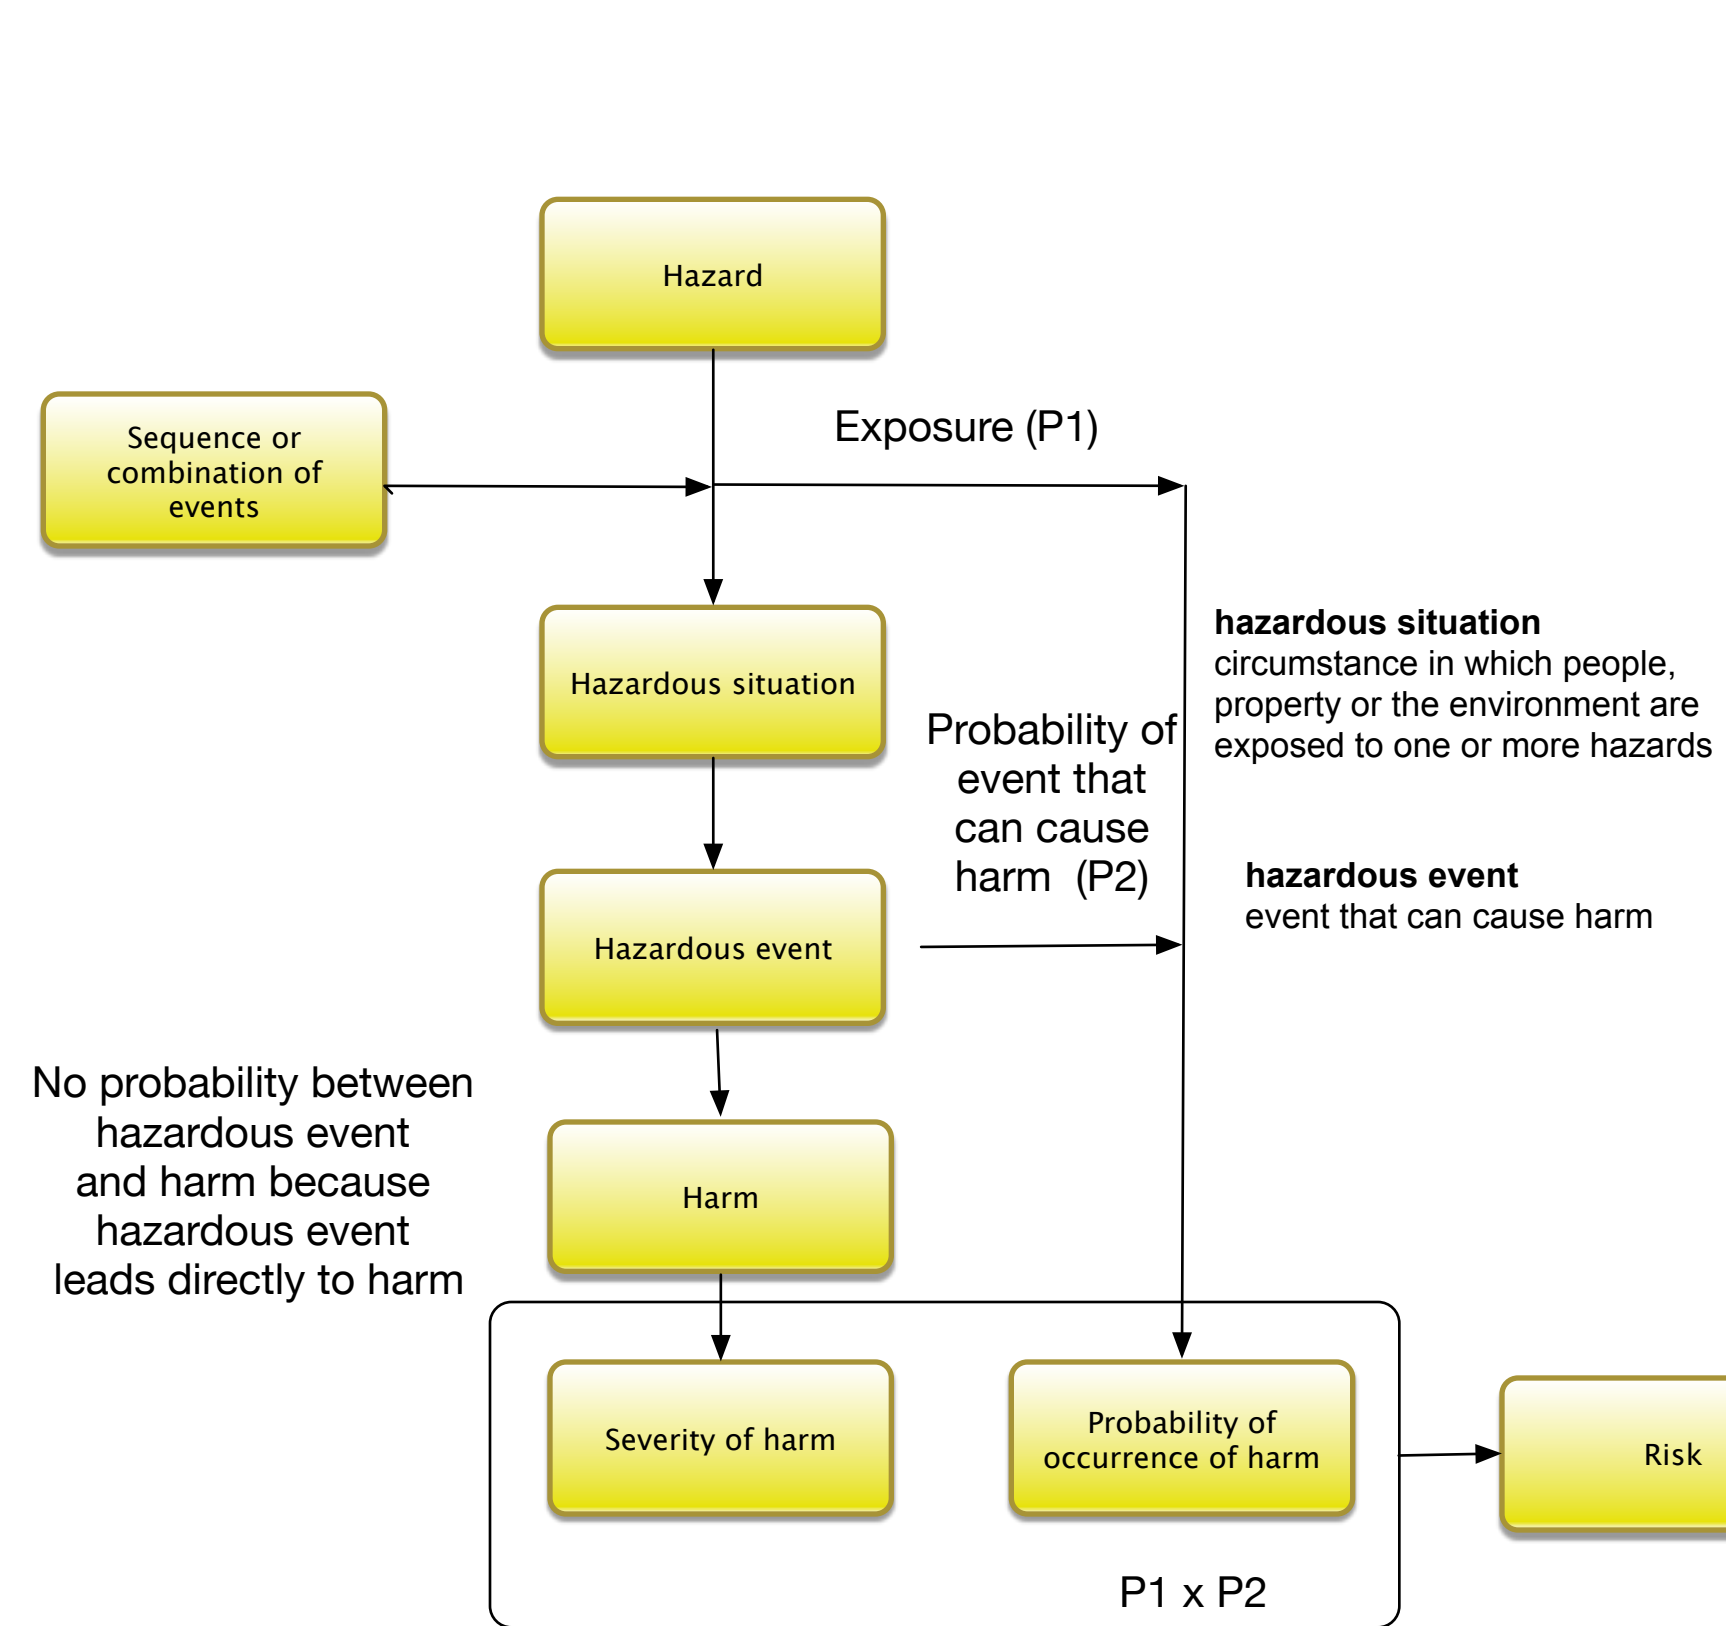 Hazard
Exposure (P1)
Sequence or
combination of
events
hazardous situation
circumstance in which people,
property or the environment are
exposed to one or more hazards
Hazardous situation
Probability of
event that
can cause
harm (P2)
hazardous event
event that can cause harm
Hazardous event
No probability between
hazardous event
and harm because
hazardous event
leads directly to harm
Harm
Severity of harm
Probability of
occurrence of harm
Risk
P1 x P2